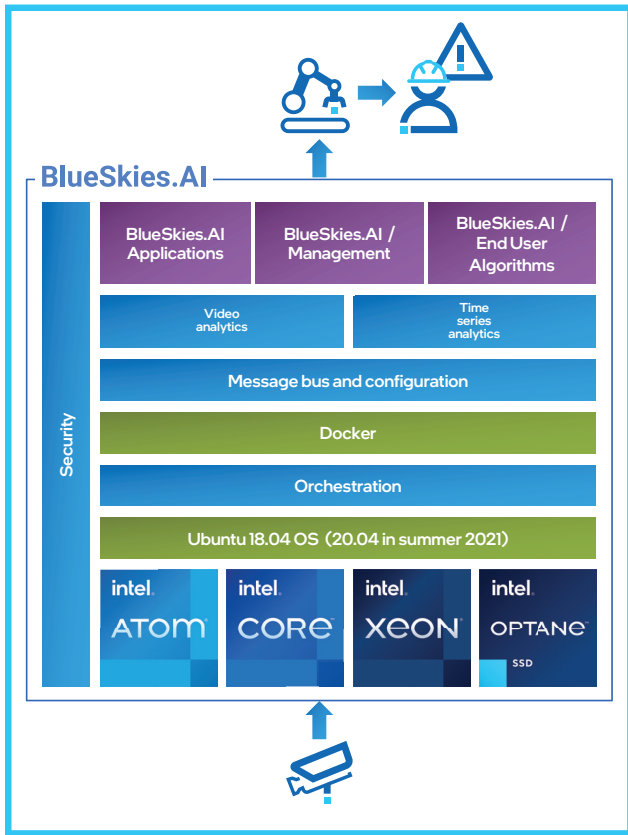 BlueSkies.AI
Security
BlueSkies.AI
Applications
BlueSkies.AI /
Management
BlueSkies.AI /
End User
Algorithms
Video
analytics
Time
series
analytics
Message bus and configuration
Docker
Orchestration
Ubuntu 18.04 OS (20.04 in summer 2021)
intel.
ATOM®
intel.
CORE™
intel.
XEON®
intel.
OPTANE™
SSD